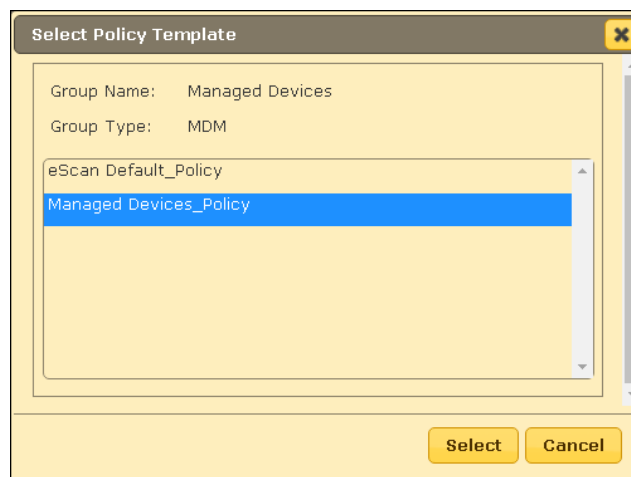 Select Policy Template
Group Name: Managed Devices
Group Type: MDM
eScan Default_Policy
Managed Devices_Policy
Select Cancel